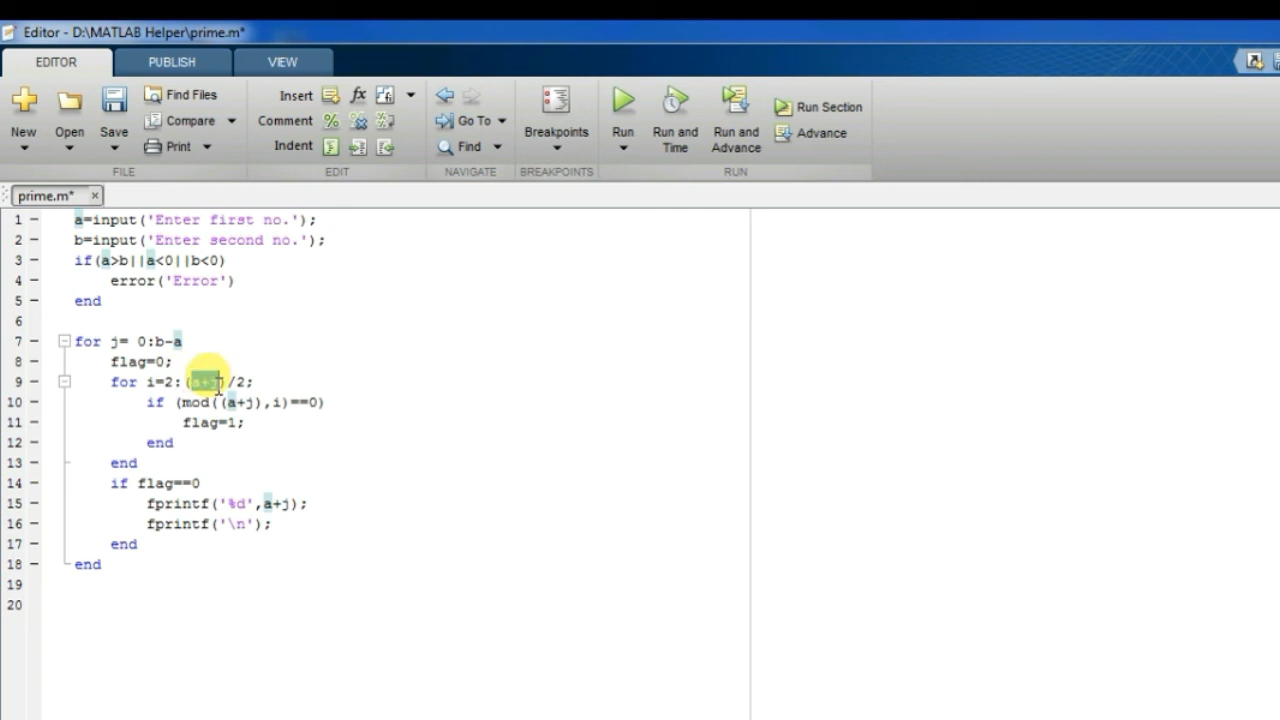 Editor - D:\MATLAB Helper\prime.m*
EDITOR PUBLISH VIEW
New Open Save Find Files Compare Print
Insert fx Comment Indent
Go To Find
Breakpoints
Run Run and Time Run and Advance Run Section Advance
FILE EDIT NAVIGATE BREAKPOINTS RUN
prime.m* ×
1 - a=input('Enter first no.');
2 - b=input('Enter second no.');
3 - if(a>b||a<0||b<0)
4 - error('Error')
5 - end
6
7 - for j= 0:b-a
8 - flag=0;
9 - for i=2:(a+j)/2;
10 - if (mod((a+j),i)==0)
11 - flag=1;
12 - end
13 - end
14 - if flag==0
15 - fprintf('%d',a+j);
16 - fprintf('\n');
17 - end
18 - end
19
20